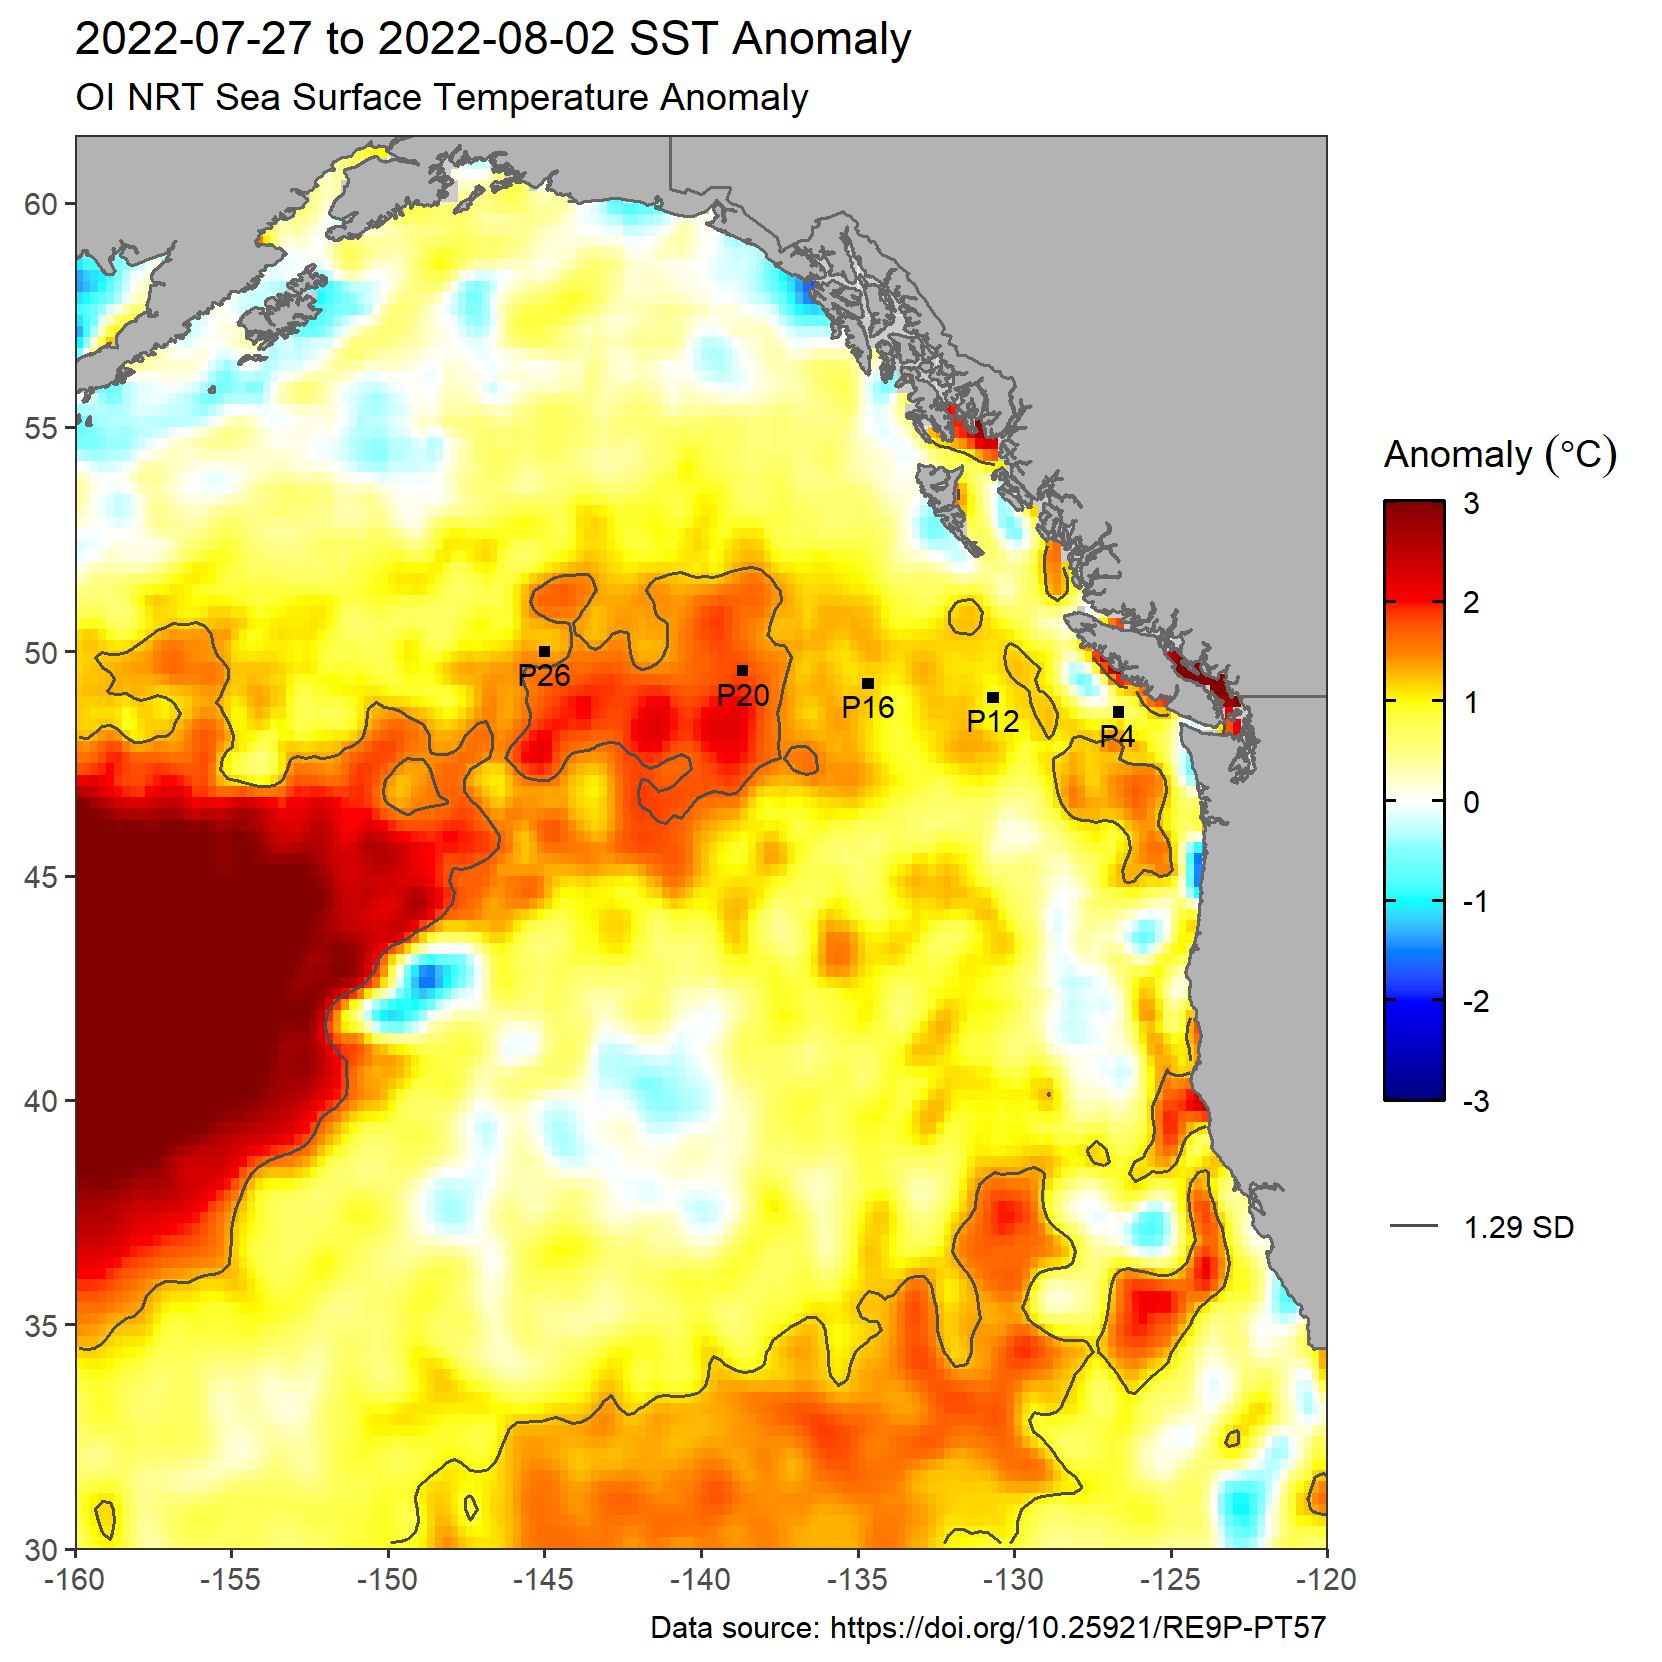 2022-07-27 to 2022-08-02 SST Anomaly
OI NRT Sea Surface Temperature Anomaly
60
55
50
45
40
35
30
-160
-155
-150
-145
-140
-135
-130
-125
-120
P26
P20
P16
P12
P4
Anomaly (°C)
3
2
1
0
-1
-2
-3
1.29 SD
Data source: https://doi.org/10.25921/RE9P-PT57